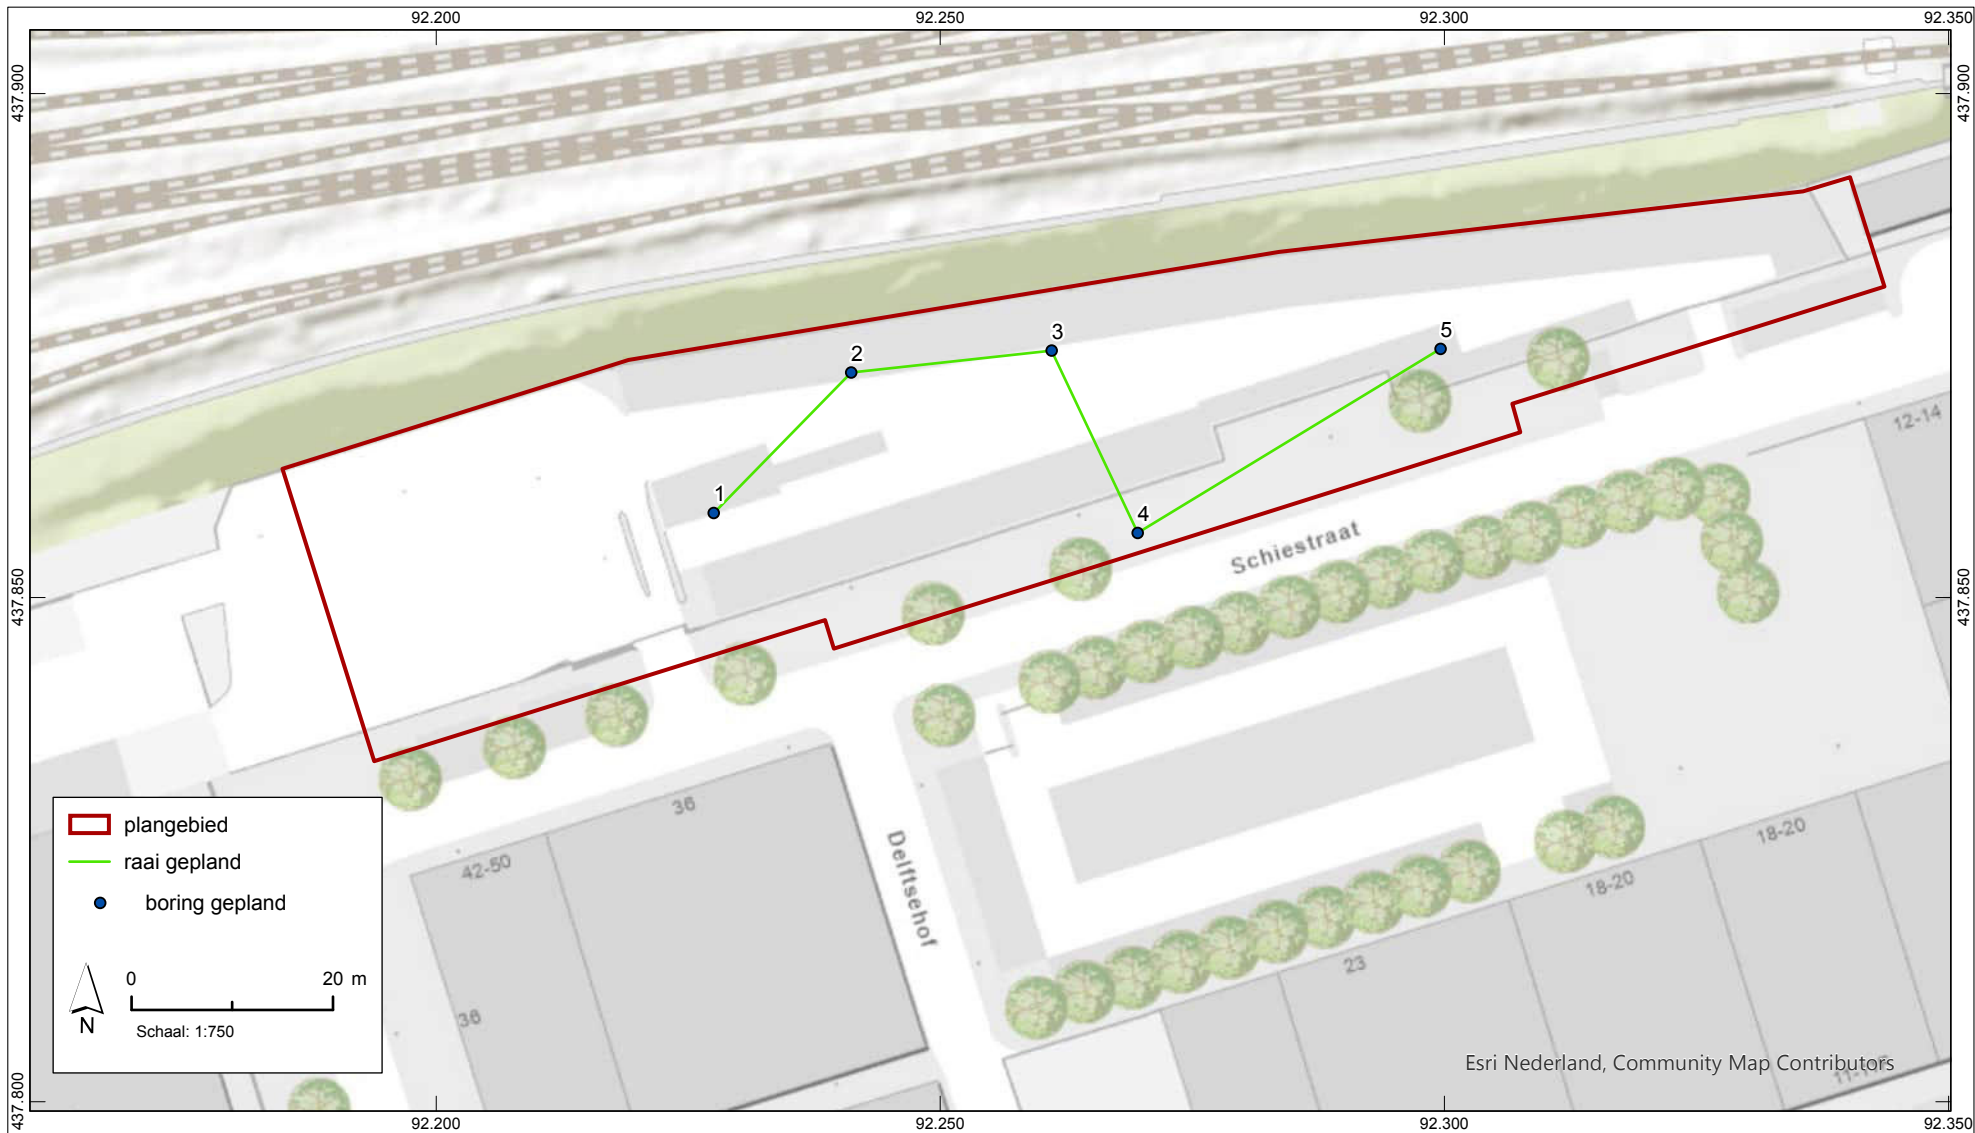 92.200 92.250 92.300 92.350
437.900 437.900
1 2 3 4 5
437.850 437.850
Schiestraat
12-14
36
42-50
Delftsehof
18-20
18-20
23
36
plangebied
raai gepland
boring gepland
0 20 m
N
Schaal: 1:750
Esri Nederland, Community Map Contributors
437.800
92.200 92.250 92.300 92.350